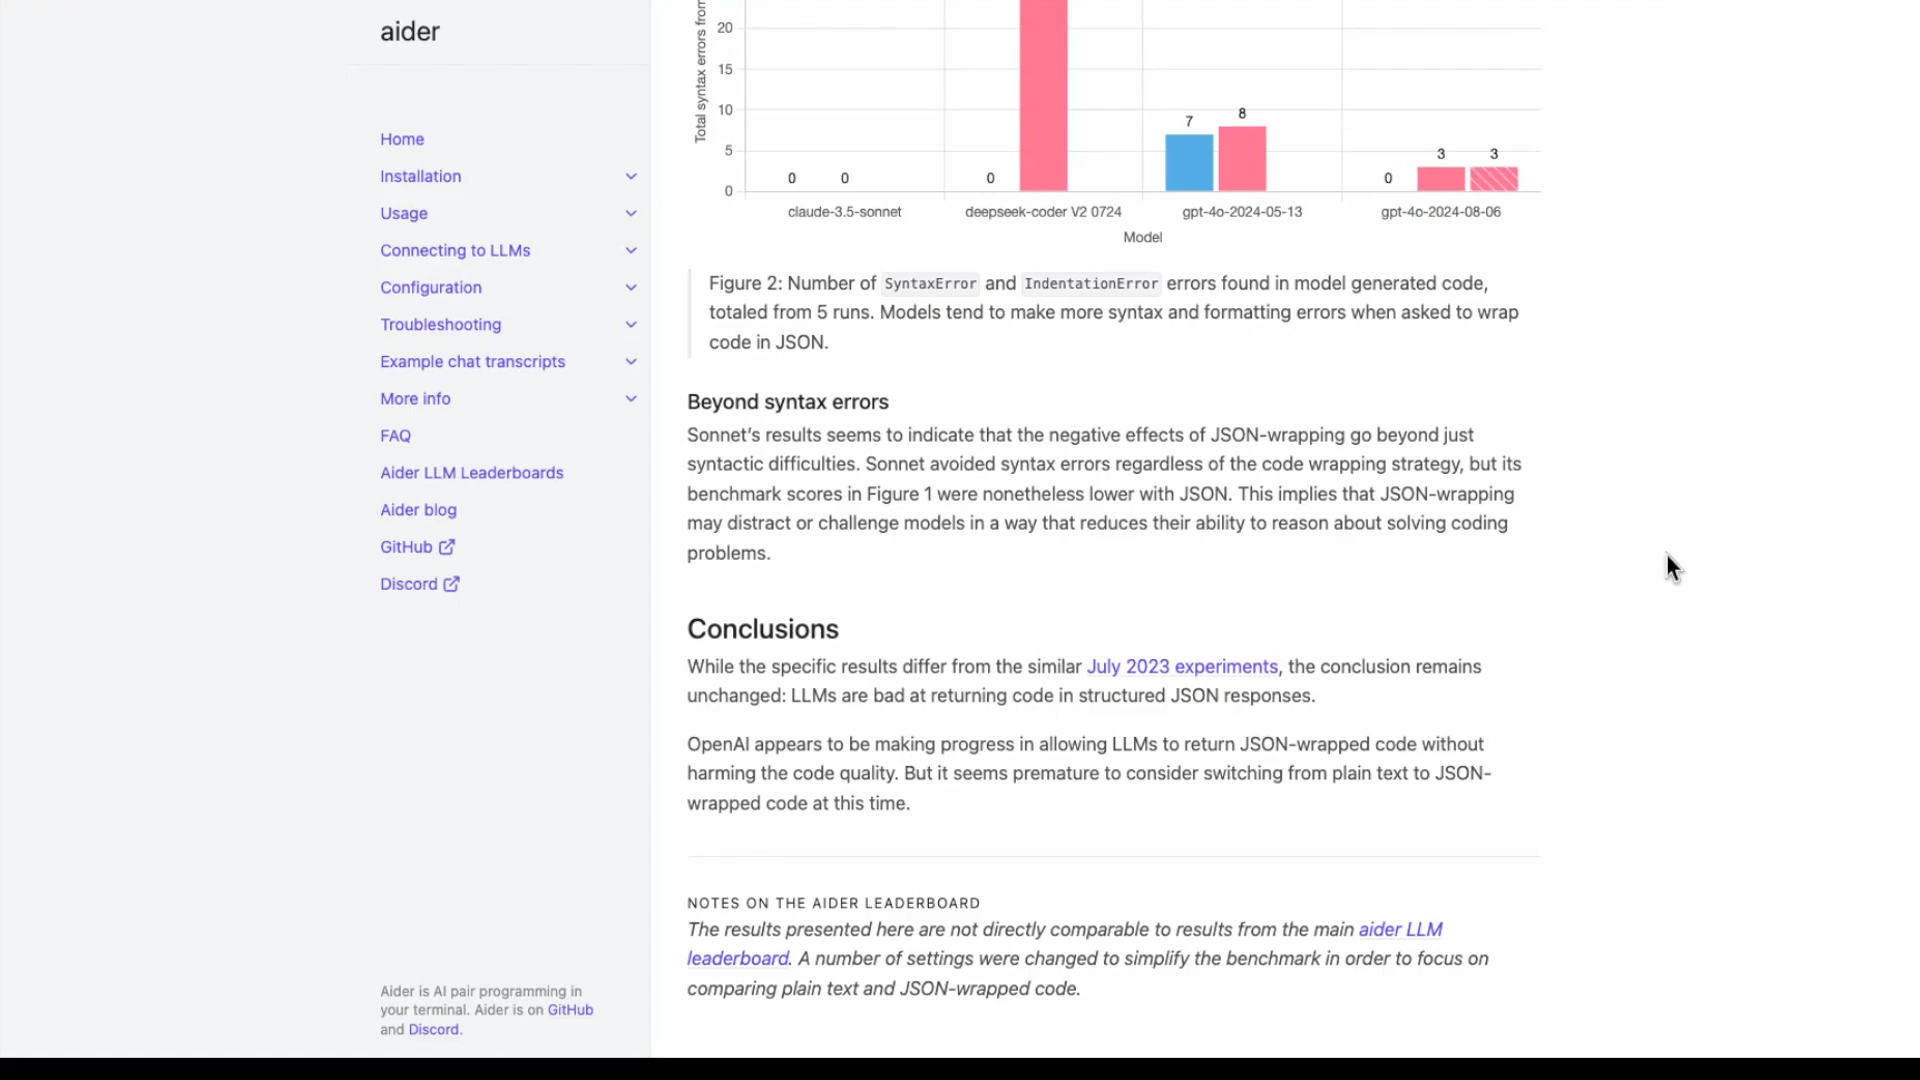 aider
Home
Installation
Usage
Connecting to LLMs
Configuration
Troubleshooting
Example chat transcripts
More info
FAQ
Aider LLM Leaderboards
Aider blog
GitHub
Discord
Aider is AI pair programming in
your terminal. Aider is on GitHub
and Discord.
Total syntax errors from
20
15
10
5
0
0
0
0
7
8
0
3
3
claude-3.5-sonnet
deepseek-coder V2 0724
gpt-4o-2024-05-13
gpt-4o-2024-08-06
Model
Figure 2: Number of SyntaxError and IndentationError errors found in model generated code,
totaled from 5 runs. Models tend to make more syntax and formatting errors when asked to wrap
code in JSON.
Beyond syntax errors
Sonnet’s results seems to indicate that the negative effects of JSON-wrapping go beyond just
syntactic difficulties. Sonnet avoided syntax errors regardless of the code wrapping strategy, but its
benchmark scores in Figure 1 were nonetheless lower with JSON. This implies that JSON-wrapping
may distract or challenge models in a way that reduces their ability to reason about solving coding
problems.
Conclusions
While the specific results differ from the similar July 2023 experiments, the conclusion remains
unchanged: LLMs are bad at returning code in structured JSON responses.
OpenAI appears to be making progress in allowing LLMs to return JSON-wrapped code without
harming the code quality. But it seems premature to consider switching from plain text to JSON-
wrapped code at this time.
NOTES ON THE AIDER LEADERBOARD
The results presented here are not directly comparable to results from the main aider LLM
leaderboard. A number of settings were changed to simplify the benchmark in order to focus on
comparing plain text and JSON-wrapped code.